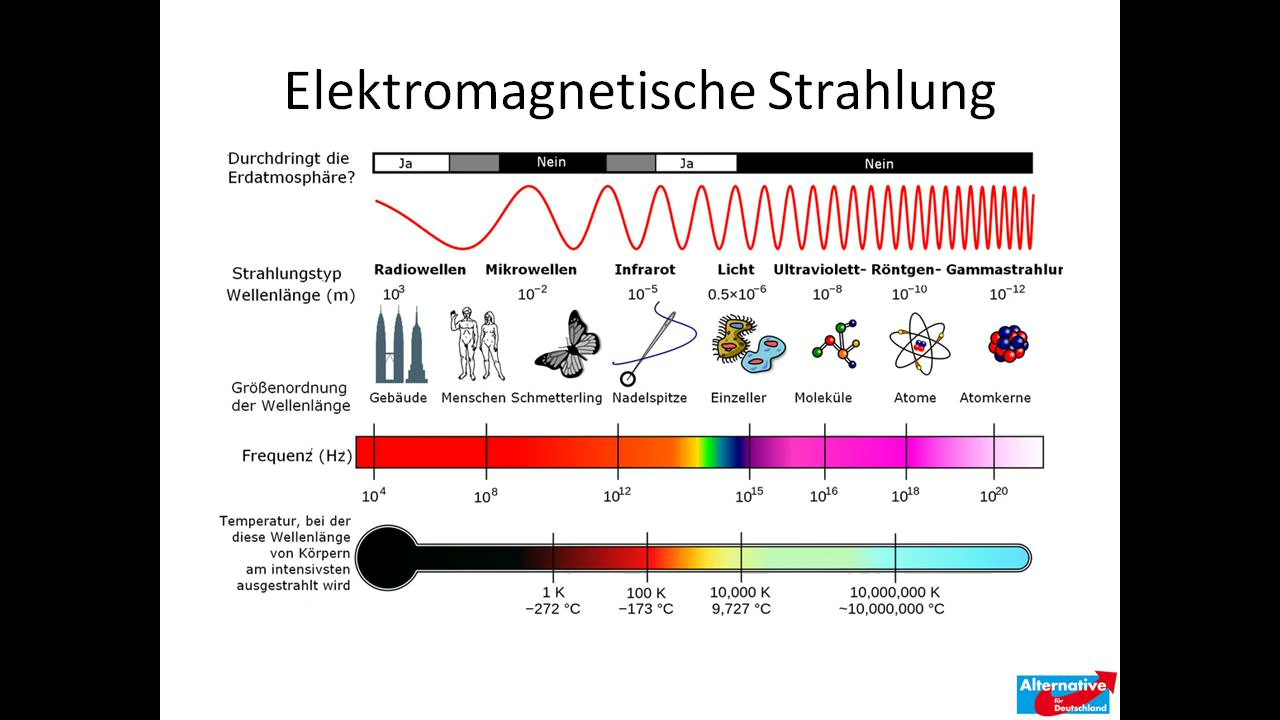 Elektromagnetische Strahlung
Durchdringt die
Erdatmosphäre?
Ja Nein Ja Nein
Strahlungstyp
Radiowellen Mikrowellen Infrarot Licht Ultraviolett- Röntgen- Gammastrahlur
Wellenlänge (m)
10³ 10⁻² 10⁻⁵ 0.5×10⁻⁶ 10⁻⁸ 10⁻¹⁰ 10⁻¹²
Größenordnung
der Wellenlänge
Gebäude Menschen Schmetterling Nadelspitze Einzeller Moleküle Atome Atomkerne
Frequenz (Hz)
10⁴ 10⁸ 10¹² 10¹⁵ 10¹⁶ 10¹⁸ 10²⁰
Temperatur, bei der
diese Wellenlänge
von Körpern
am intensivsten
ausgestrahlt wird
1 K 100 K 10,000 K 10,000,000 K
−272 °C −173 °C 9,727 °C ~10,000,000 °C
Alternative
für
Deutschland